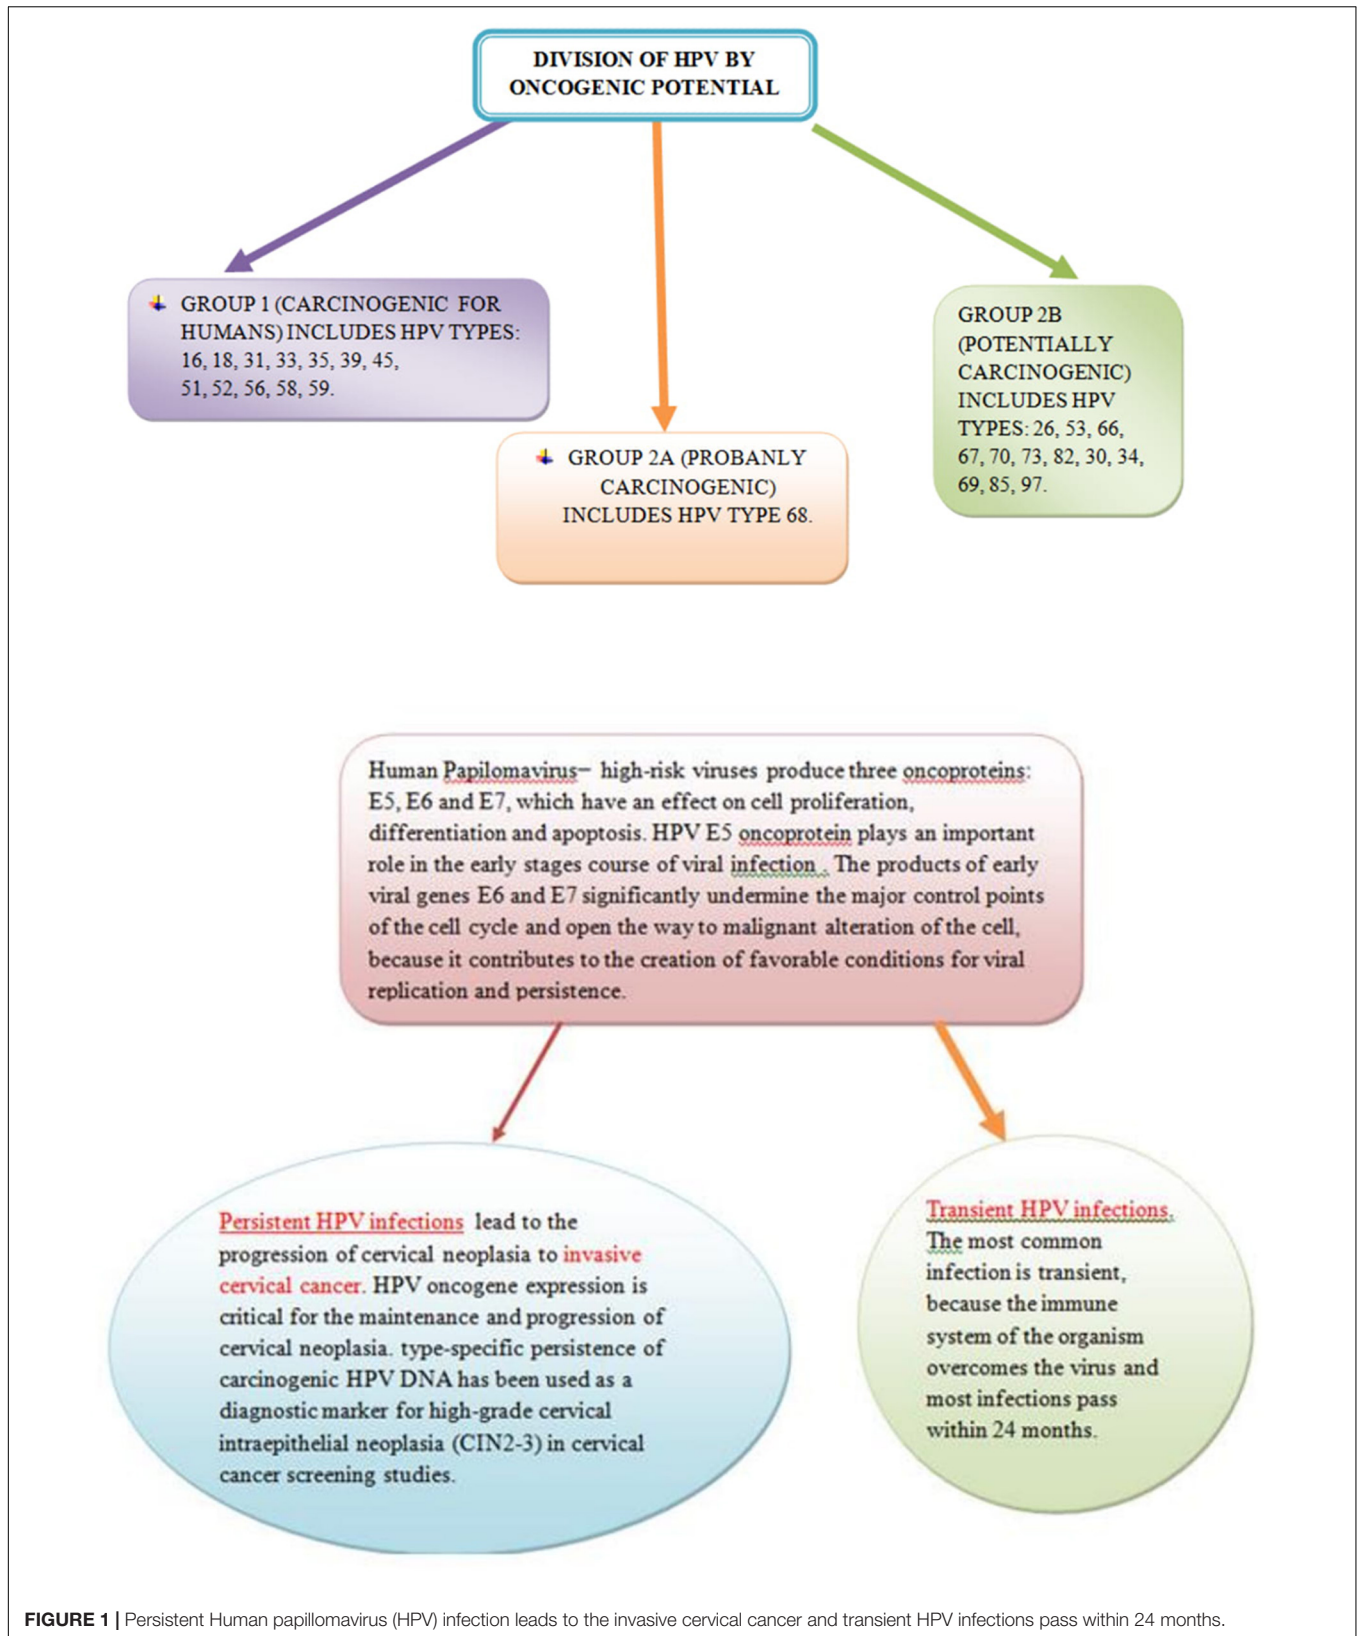 DIVISION OF HPV BY
ONCOGENIC POTENTIAL
GROUP 1 (CARCINOGENIC FOR
HUMANS) INCLUDES HPV TYPES:
16, 18, 31, 33, 35, 39, 45,
51, 52, 56, 58, 59.
GROUP 2A (PROBANLY
CARCINOGENIC)
INCLUDES HPV TYPE 68.
GROUP 2B
(POTENTIALLY
CARCINOGENIC)
INCLUDES HPV
TYPES: 26, 53, 66,
67, 70, 73, 82, 30, 34,
69, 85, 97.
Human Papilomavirus– high-risk viruses produce three oncoproteins:
E5, E6 and E7, which have an effect on cell proliferation,
differentiation and apoptosis. HPV E5 oncoprotein plays an important
role in the early stages course of viral infection . The products of early
viral genes E6 and E7 significantly undermine the major control points
of the cell cycle and open the way to malignant alteration of the cell,
because it contributes to the creation of favorable conditions for viral
replication and persistence.
Persistent HPV infections lead to the
progression of cervical neoplasia to invasive
cervical cancer. HPV oncogene expression is
critical for the maintenance and progression of
cervical neoplasia. type-specific persistence of
carcinogenic HPV DNA has been used as a
diagnostic marker for high-grade cervical
intraepithelial neoplasia (CIN2-3) in cervical
cancer screening studies.
Transient HPV infections.
The most common
infection is transient,
because the immune
system of the organism
overcomes the virus and
most infections pass
within 24 months.
FIGURE 1 | Persistent Human papillomavirus (HPV) infection leads to the invasive cervical cancer and transient HPV infections pass within 24 months.